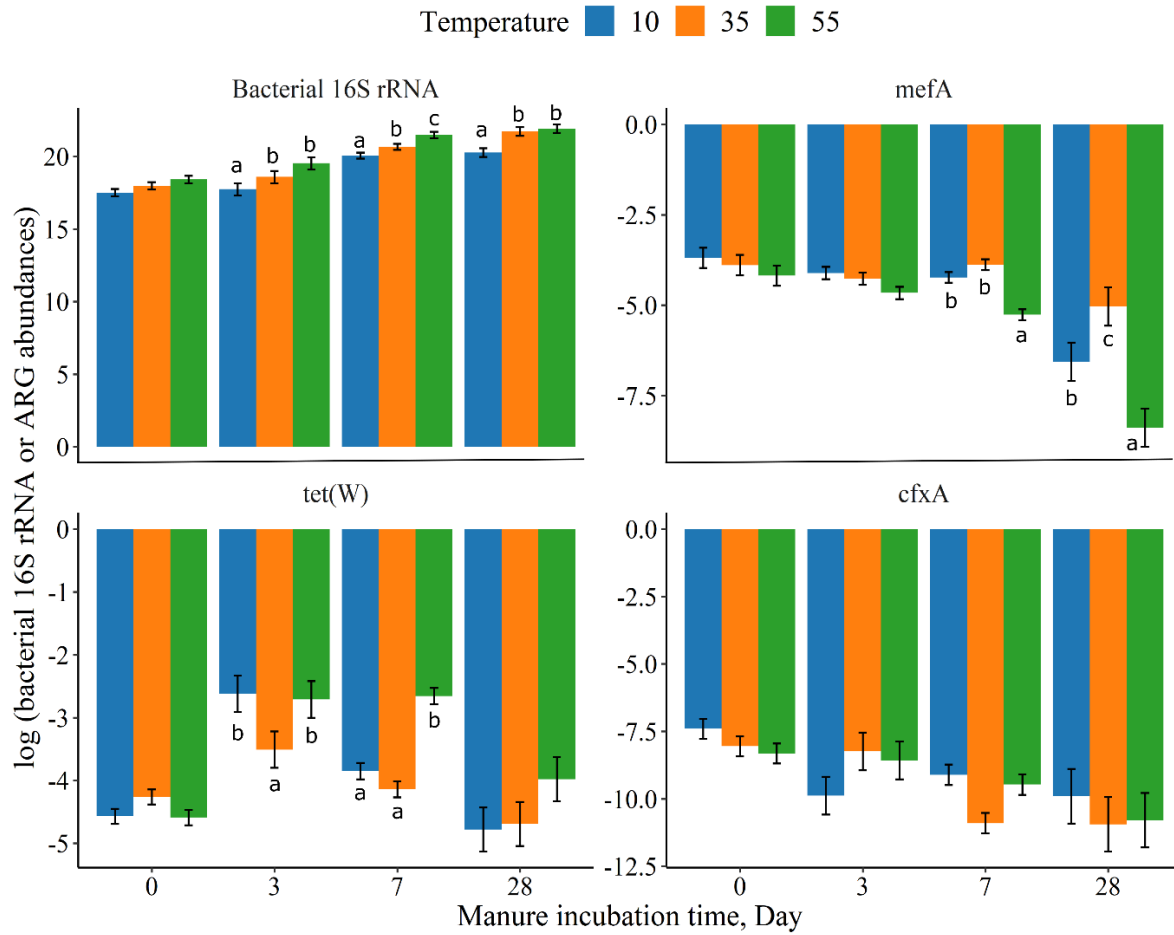 Temperature 10 35 55
log (bacterial 16S rRNA or ARG abundances)
Bacterial 16S rRNA
20
15
10
5
0
a b b
a b c
a b b
mefA
0.0
-2.5
-5.0
-7.5
b b a
b c a
tet(W)
0
-1
-2
-3
-4
-5
b a b
a a b
0 3 7 28
cfxA
0.0
-2.5
-5.0
-7.5
-10.0
-12.5
0 3 7 28
Manure incubation time, Day